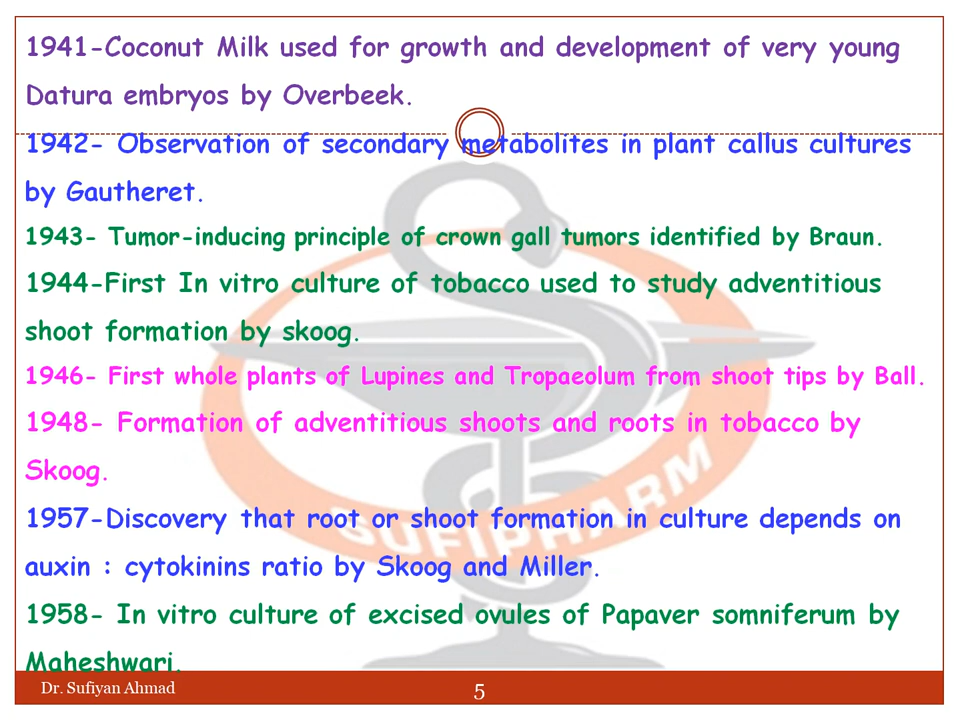 1941-Coconut Milk used for growth and development of very young
Datura embryos by Overbeek.
1942- Observation of secondary metabolites in plant callus cultures
by Gautheret.
1943- Tumor-inducing principle of crown gall tumors identified by Braun.
1944-First In vitro culture of tobacco used to study adventitious
shoot formation by skoog.
1946- First whole plants of Lupines and Tropaeolum from shoot tips by Ball.
1948- Formation of adventitious shoots and roots in tobacco by
Skoog.
1957-Discovery that root or shoot formation in culture depends on
auxin : cytokinins ratio by Skoog and Miller.
1958- In vitro culture of excised ovules of Papaver somniferum by
Maheshwari.
SUFIPHARM
Dr. Sufiyan Ahmad
5